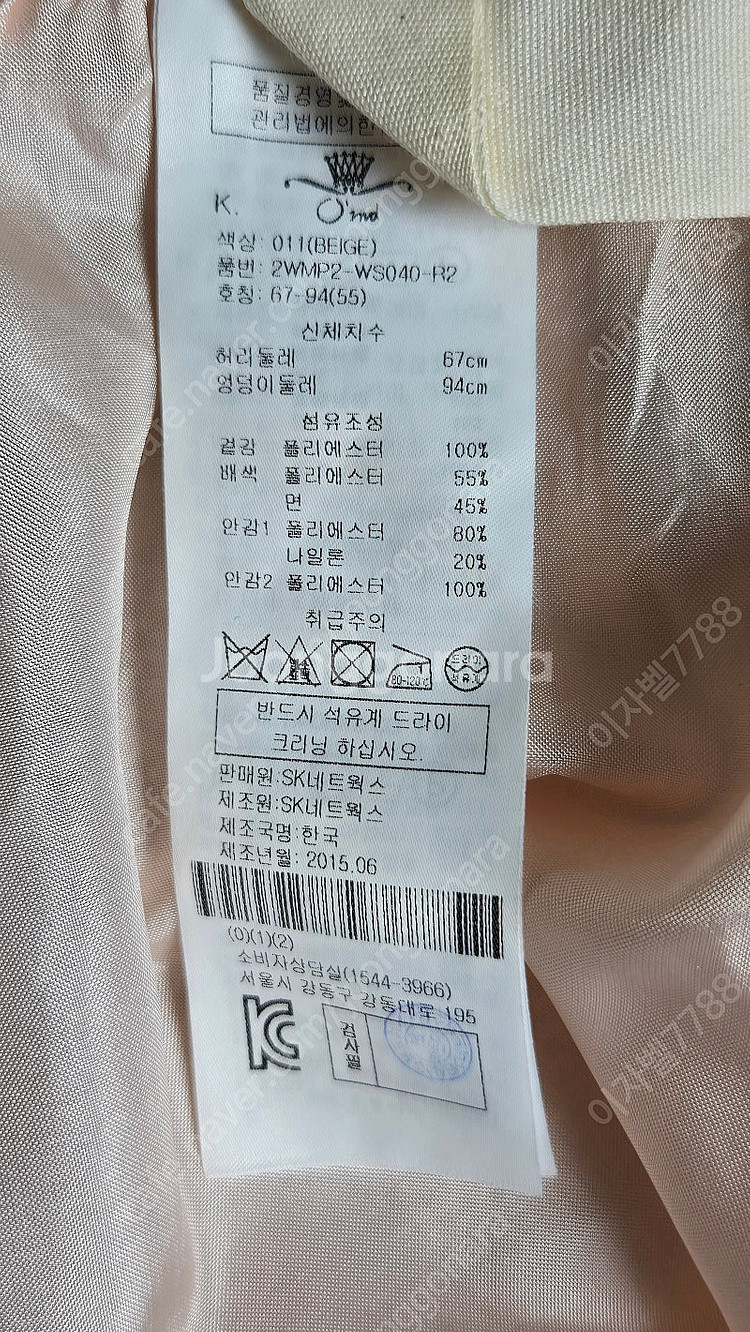 품질경영
관리법에의한
K.
O'2nd
색상: 011(BEIGE)
품번: 2WMP2-WS040-R2
호칭: 67-94(55)
신체치수
허리둘레 67cm
엉덩이둘레 94cm
섬유조성
겉감 폴리에스터 100%
배색 폴리에스터 55%
면 45%
안감1 폴리에스터 80%
나일론 20%
안감2 폴리에스터 100%
취급주의
80-120℃
드라이
석유계
반드시 석유계 드라이
크리닝 하십시오.
판매원:SK네트웍스
제조원:SK네트웍스
제조국명:한국
제조년월: 2015.06
(0)(1)(2)
소비자상담실(1544-3966)
서울시 강동구 강동대로 195
KC
검사필
Joonggonara
이자벨7788
이자벨7788